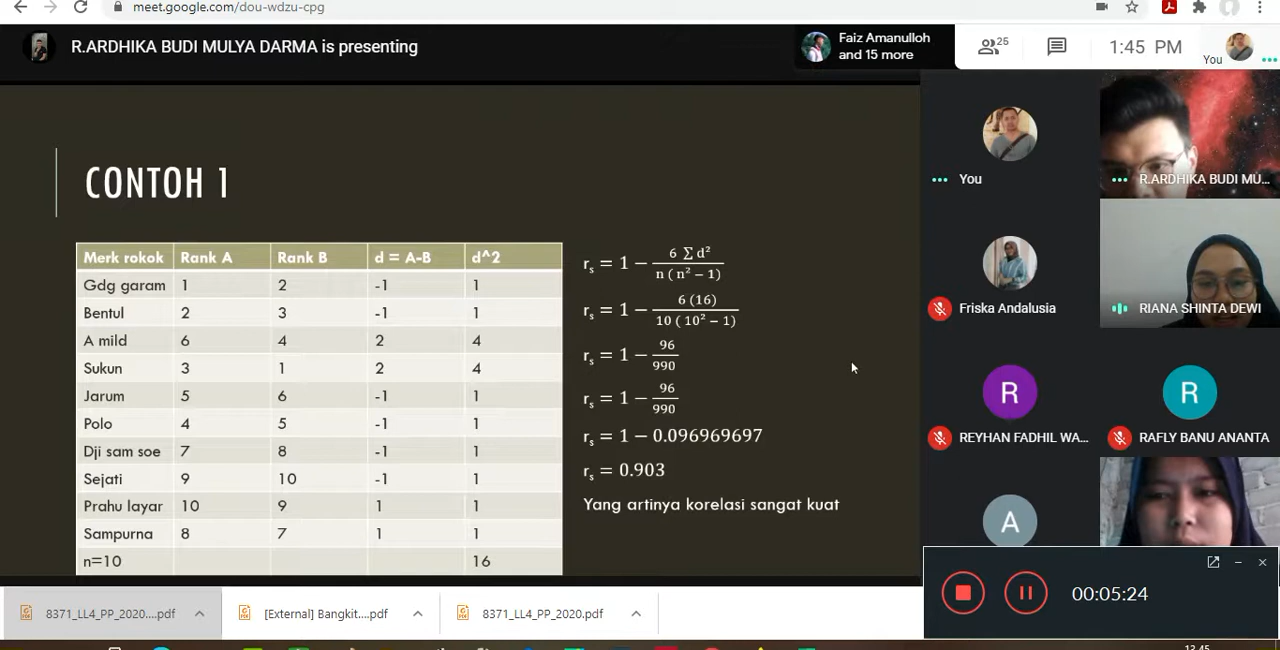 meet.google.com/dou-wdzu-cpg
R.ARDHIKA BUDI MULYA DARMA is presenting
Faiz Amanulloh
and 15 more
25
1:45 PM
You
CONTOH 1
Merk rokok Rank A Rank B d = A-B d^2
Gdg garam 1 2 -1 1
Bentul 2 3 -1 1
A mild 6 4 2 4
Sukun 3 1 2 4
Jarum 5 6 -1 1
Polo 4 5 -1 1
Dji sam soe 7 8 -1 1
Sejati 9 10 -1 1
Prahu layar 10 9 1 1
Sampurna 8 7 1 1
n=10 16
rₛ = 1 − 6 ∑ d² / n ( n² − 1)
rₛ = 1 − 6 (16) / 10 ( 10² − 1)
rₛ = 1 − 96 / 990
rₛ = 1 − 96 / 990
rₛ = 1 − 0.096969697
rₛ = 0.903
Yang artinya korelasi sangat kuat
You
R.ARDHIKA BUDI MU...
Friska Andalusia
RIANA SHINTA DEWI
R
R
REYHAN FADHIL WA...
RAFLY BANU ANANTA
A
00:05:24
8371_LL4_PP_2020....pdf
[External] Bangkit....pdf
8371_LL4_PP_2020.pdf